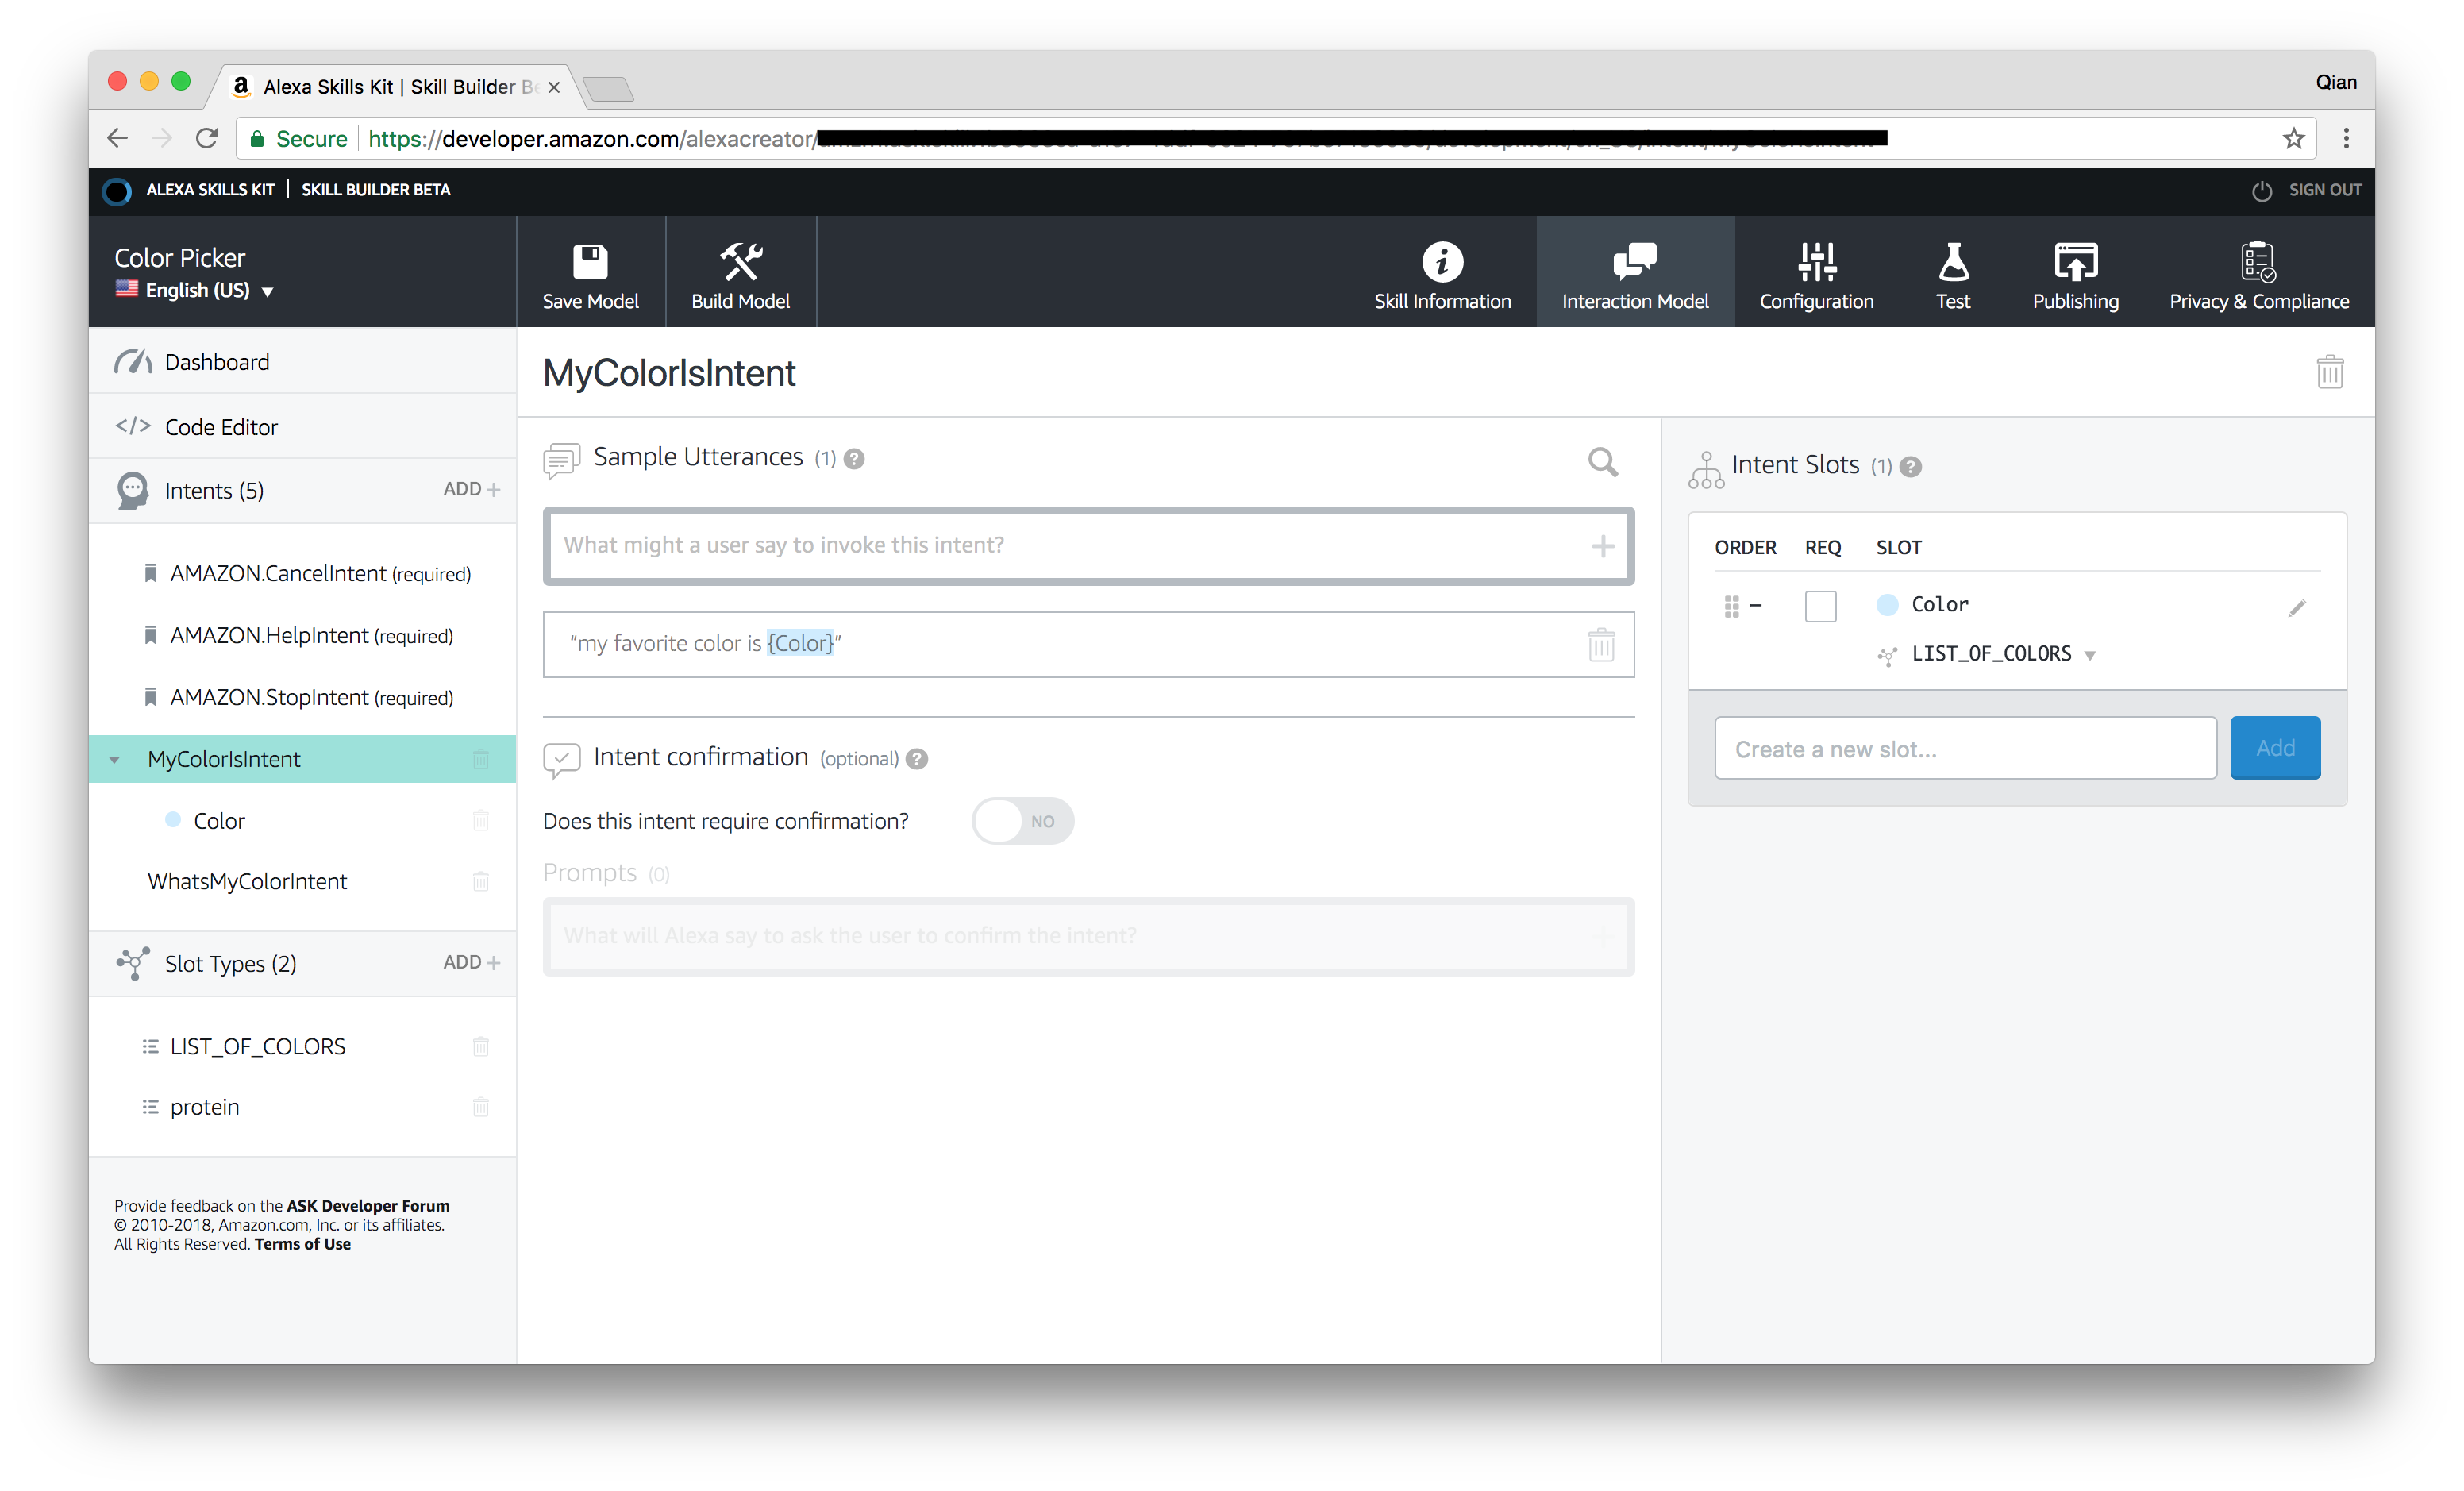 Alexa Skills Kit | Skill Builder Be
Qian
Secure
https://developer.amazon.com/alexacreator/
ALEXA SKILLS KIT | SKILL BUILDER BETA
SIGN OUT
Color Picker
English (US)
Save Model
Build Model
Skill Information
Interaction Model
Configuration
Test
Publishing
Privacy & Compliance
Dashboard
Code Editor
Intents (5)
ADD +
AMAZON.CancelIntent (required)
AMAZON.HelpIntent (required)
AMAZON.StopIntent (required)
MyColorIsIntent
Color
WhatsMyColorIntent
Slot Types (2)
ADD +
LIST_OF_COLORS
protein
Provide feedback on the ASK Developer Forum
© 2010-2018, Amazon.com, Inc. or its affiliates.
All Rights Reserved. Terms of Use
MyColorIsIntent
Sample Utterances (1) ?
What might a user say to invoke this intent?
“my favorite color is {Color}”
Intent confirmation (optional) ?
Does this intent require confirmation?
NO
Prompts (0)
What will Alexa say to ask the user to confirm the intent?
Intent Slots (1) ?
ORDER REQ SLOT
Color
LIST_OF_COLORS
Create a new slot...
Add